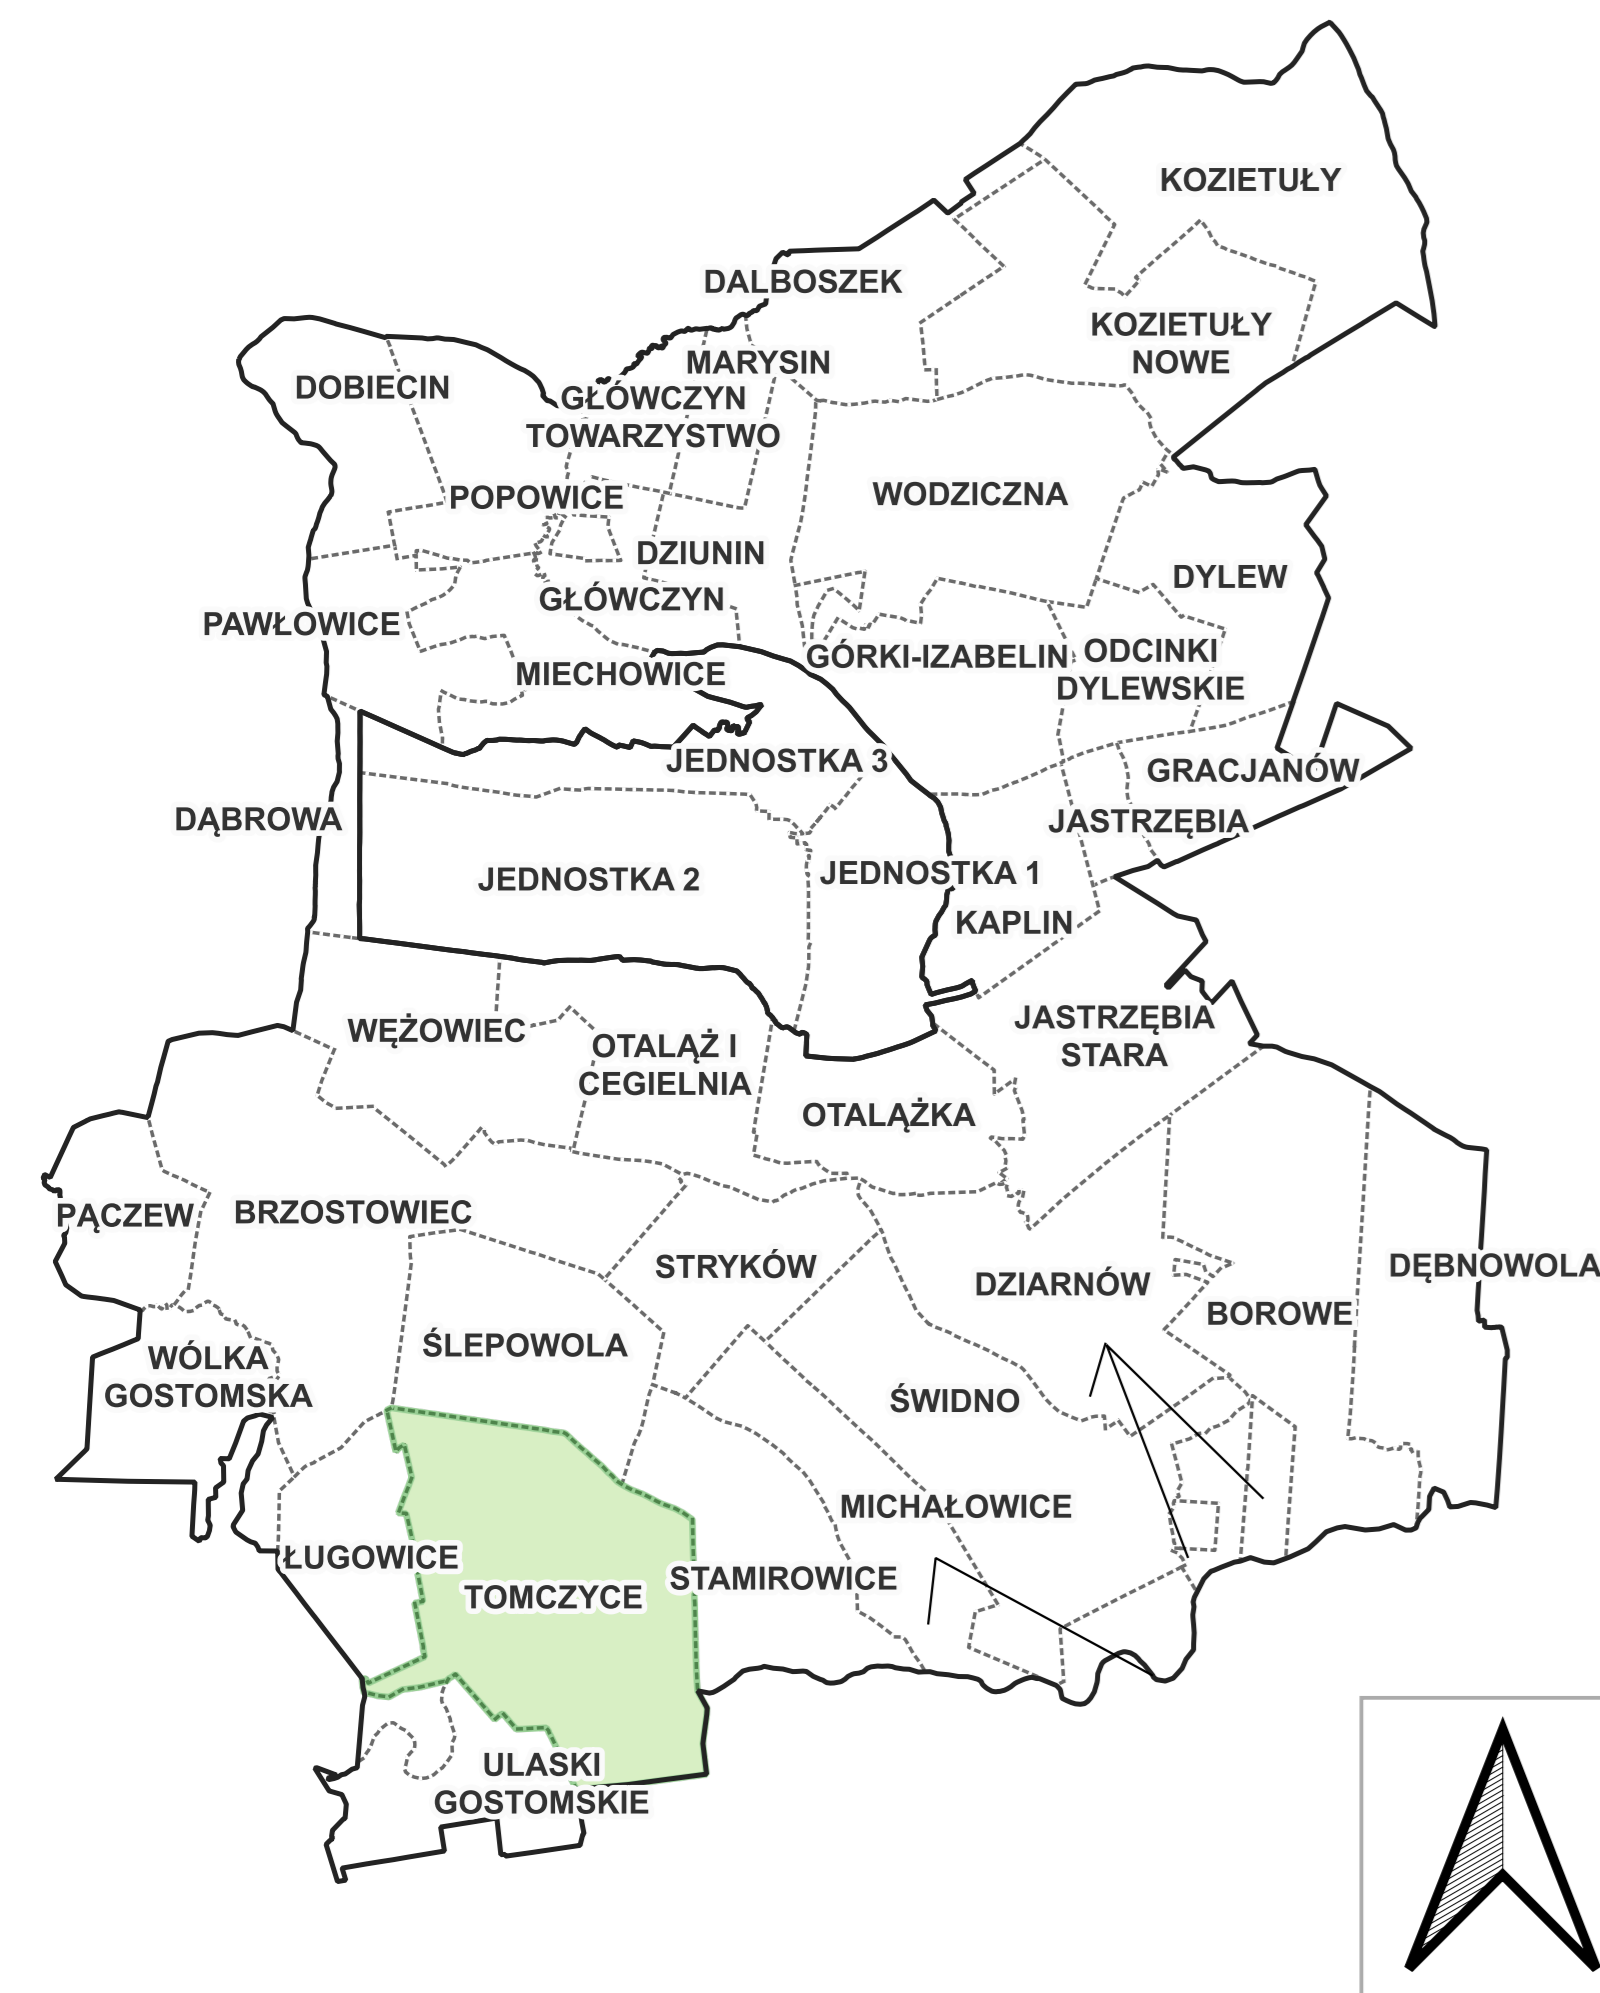 KOZIETUŁY
DALBOSZEK
KOZIETUŁY
NOWE
MARYSIN
DOBIECIN
GŁÓWCZYN
TOWARZYSTWO
POPOWICE
WODZICZNA
DZIUNIN
DYLEW
GŁÓWCZYN
PAWŁOWICE
GÓRKI-IZABELIN
ODCINKI
DYLEWSKIE
MIECHOWICE
JEDNOSTKA 3
GRACJANÓW
DĄBROWA
JASTRZĘBIA
JEDNOSTKA 2
JEDNOSTKA 1
KAPLIN
JASTRZĘBIA
STARA
WĘŻOWIEC
OTALĄŻ I
CEGIELNIA
OTALĄŻKA
PĄCZEW
BRZOSTOWIEC
STRYKÓW
DZIARNÓW
DĘBNOWOLA
BOROWE
ŚLEPOWOLA
WÓLKA
GOSTOMSKA
ŚWIDNO
MICHAŁOWICE
ŁUGOWICE
TOMCZYCE
STAMIROWICE
ULASKI
GOSTOMSKIE